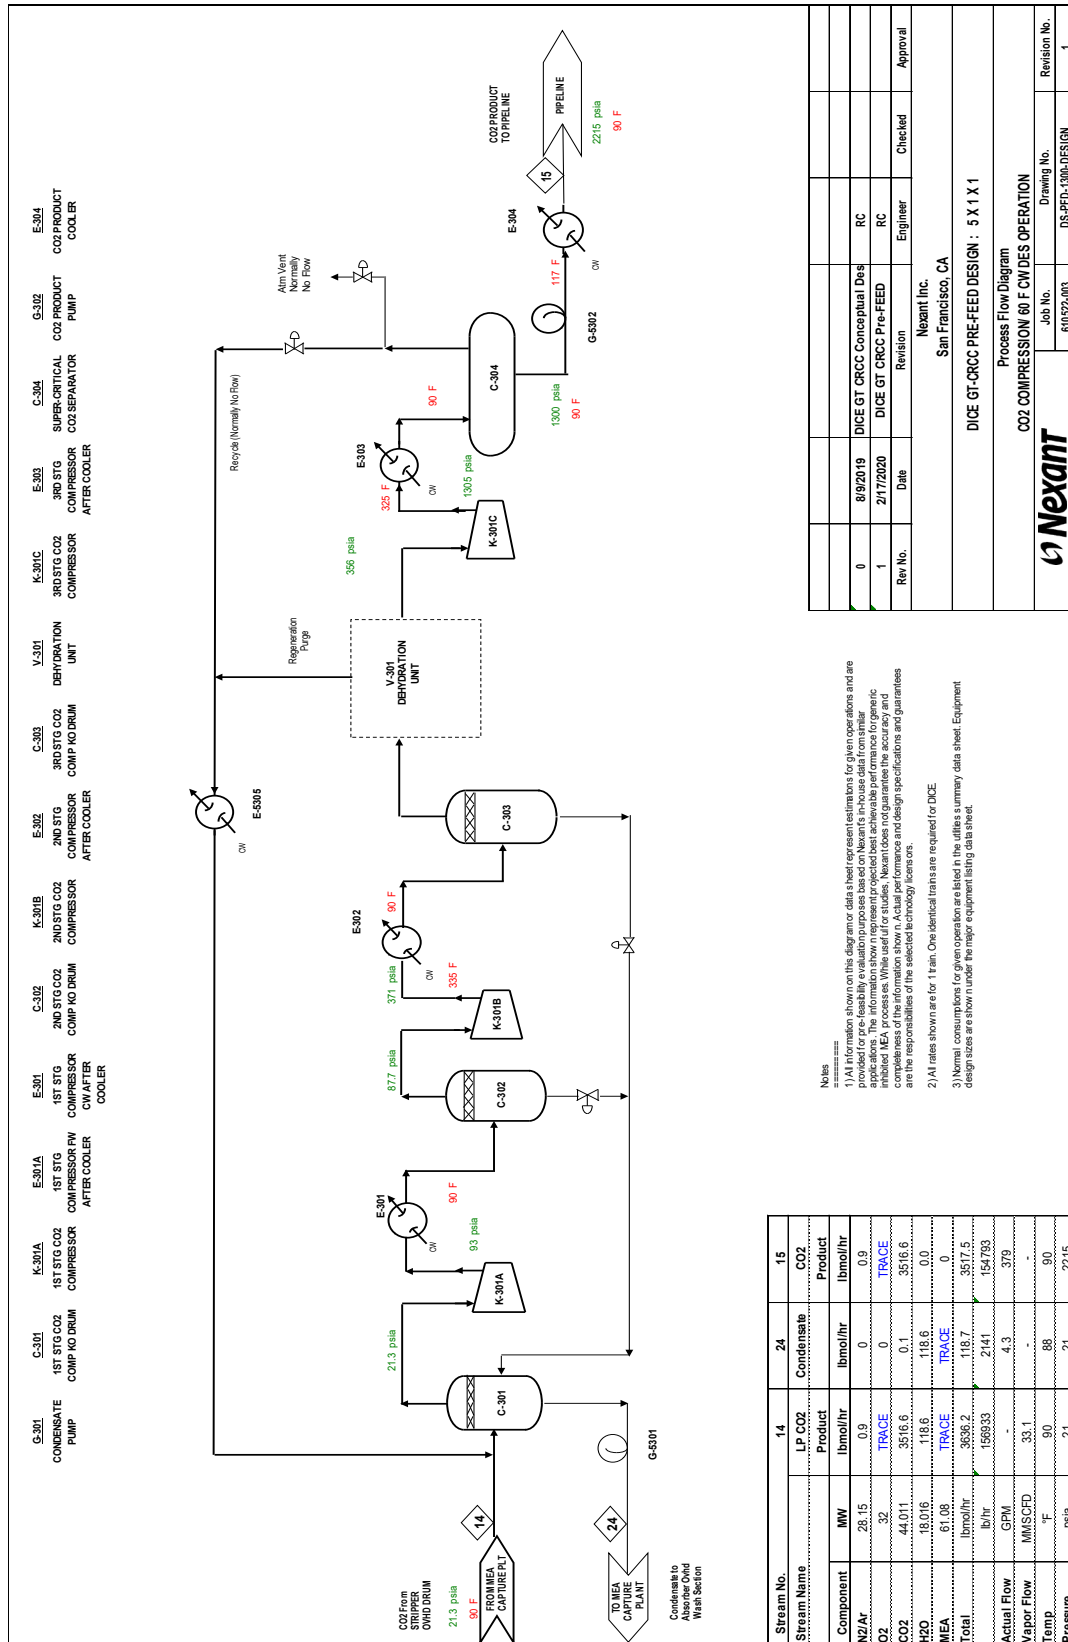 G-301
CONDENSATE
PUMP
C-301
1ST STG CO2
COMP KO DRUM
K-301A
1ST STG CO2
COMPRESSOR
E-301A
1ST STG
COMPRESSOR FW
AFTER COOLER
E-301
1ST STG
COMPRESSOR
CW AFTER
COOLER
C-302
2ND STG CO2
COMP KO DRUM
K-301B
2ND STG CO2
COMPRESSOR
E-302
2ND STG
COMPRESSOR
AFTER COOLER
C-303
3RD STG CO2
COMP KO DRUM
V-301
DEHYDRATION
UNIT
K-301C
3RD STG CO2
COMPRESSOR
E-303
3RD STG
COMPRESSOR
AFTER COOLER
C-304
SUPER-CRITICAL
CO2 SEPARATOR
G-302
CO2 PRODUCT
PUMP
E-304
CO2 PRODUCT
COOLER
Recycle (Normally No Flow)
Atm Vent
Normally
No Flow
CW
E-5305
Regeneration
Purge
CO2 From
STRIPPER
OVHD DRUM
21.3 psia
90 F
FROM MEA
CAPTURE PLT
14
C-301
21.3 psia
K-301A
93 psia
E-301
CW
90 F
C-302
87.7 psia
K-301B
371 psia
335 F
E-302
CW
90 F
C-303
V-301
DEHYDRATION
UNIT
356 psia
K-301C
325 F
1305 psia
E-303
CW
90 F
C-304
1300 psia
90 F
G-5302
117 F
E-304
CW
15
CO2 PRODUCT
TO PIPELINE
PIPELINE
2215 psia
90 F
TO MEA
CAPTURE
PLANT
24
G-5301
Condensate to
Absorber Ovhd
Wash Section
Stream No. 14 24 15
Stream Name LP CO2 Condensate CO2
Product Product
Component MW lbmol/hr lbmol/hr lbmol/hr
N2/Ar 28.15 0.9 0 0.9
O2 32 TRACE 0 TRACE
CO2 44.011 3516.6 0.1 3516.6
H2O 18.016 118.6 118.6 0.0
MEA 61.08 TRACE TRACE 0
Total lbmol/hr 3636.2 118.7 3517.5
lb/hr 156933 2141 154793
Actual Flow GPM - 4.3 379
Vapor Flow MMSCFD 33.1 - -
Temp °F 90 88 90
Pressure psia 21 21 2215
Notes
========
1) All information shown on this diagram or data sheet represent estimations for given operations and are
provided for pre-feasibility evaluation purposes based on Nexant's in-house data from similar
applications. The information shown represent projected best achievable performance for generic
inhibited MEA processes. While useful for studies, Nexant does not guarantee the accuracy and
completeness of the information shown. Actual performance and design specifications and guarantees
are the responsibilities of the selected technology licensors.
2) All rates shown are for 1 train. One identical trains are required for DICE.
3) Normal consumptions for given operation are listed in the utilities summary data sheet. Equipment
design sizes are shown under the major equipment listing data sheet.
0 8/9/2019 DICE GT CRCC Conceptual Des RC
1 2/17/2020 DICE GT CRCC Pre-FEED RC
Rev No. Date Revision Engineer Checked Approval
Nexant Inc.
San Francisco, CA
DICE GT-CRCC PRE-FEED DESIGN : 5 X 1 X 1
Process Flow Diagram
CO2 COMPRESSION/ 60 F CW DES OPERATION
Nexant
Job No. Drawing No. Revision No.
610522-003 DS-PFD-1300-DESIGN 1